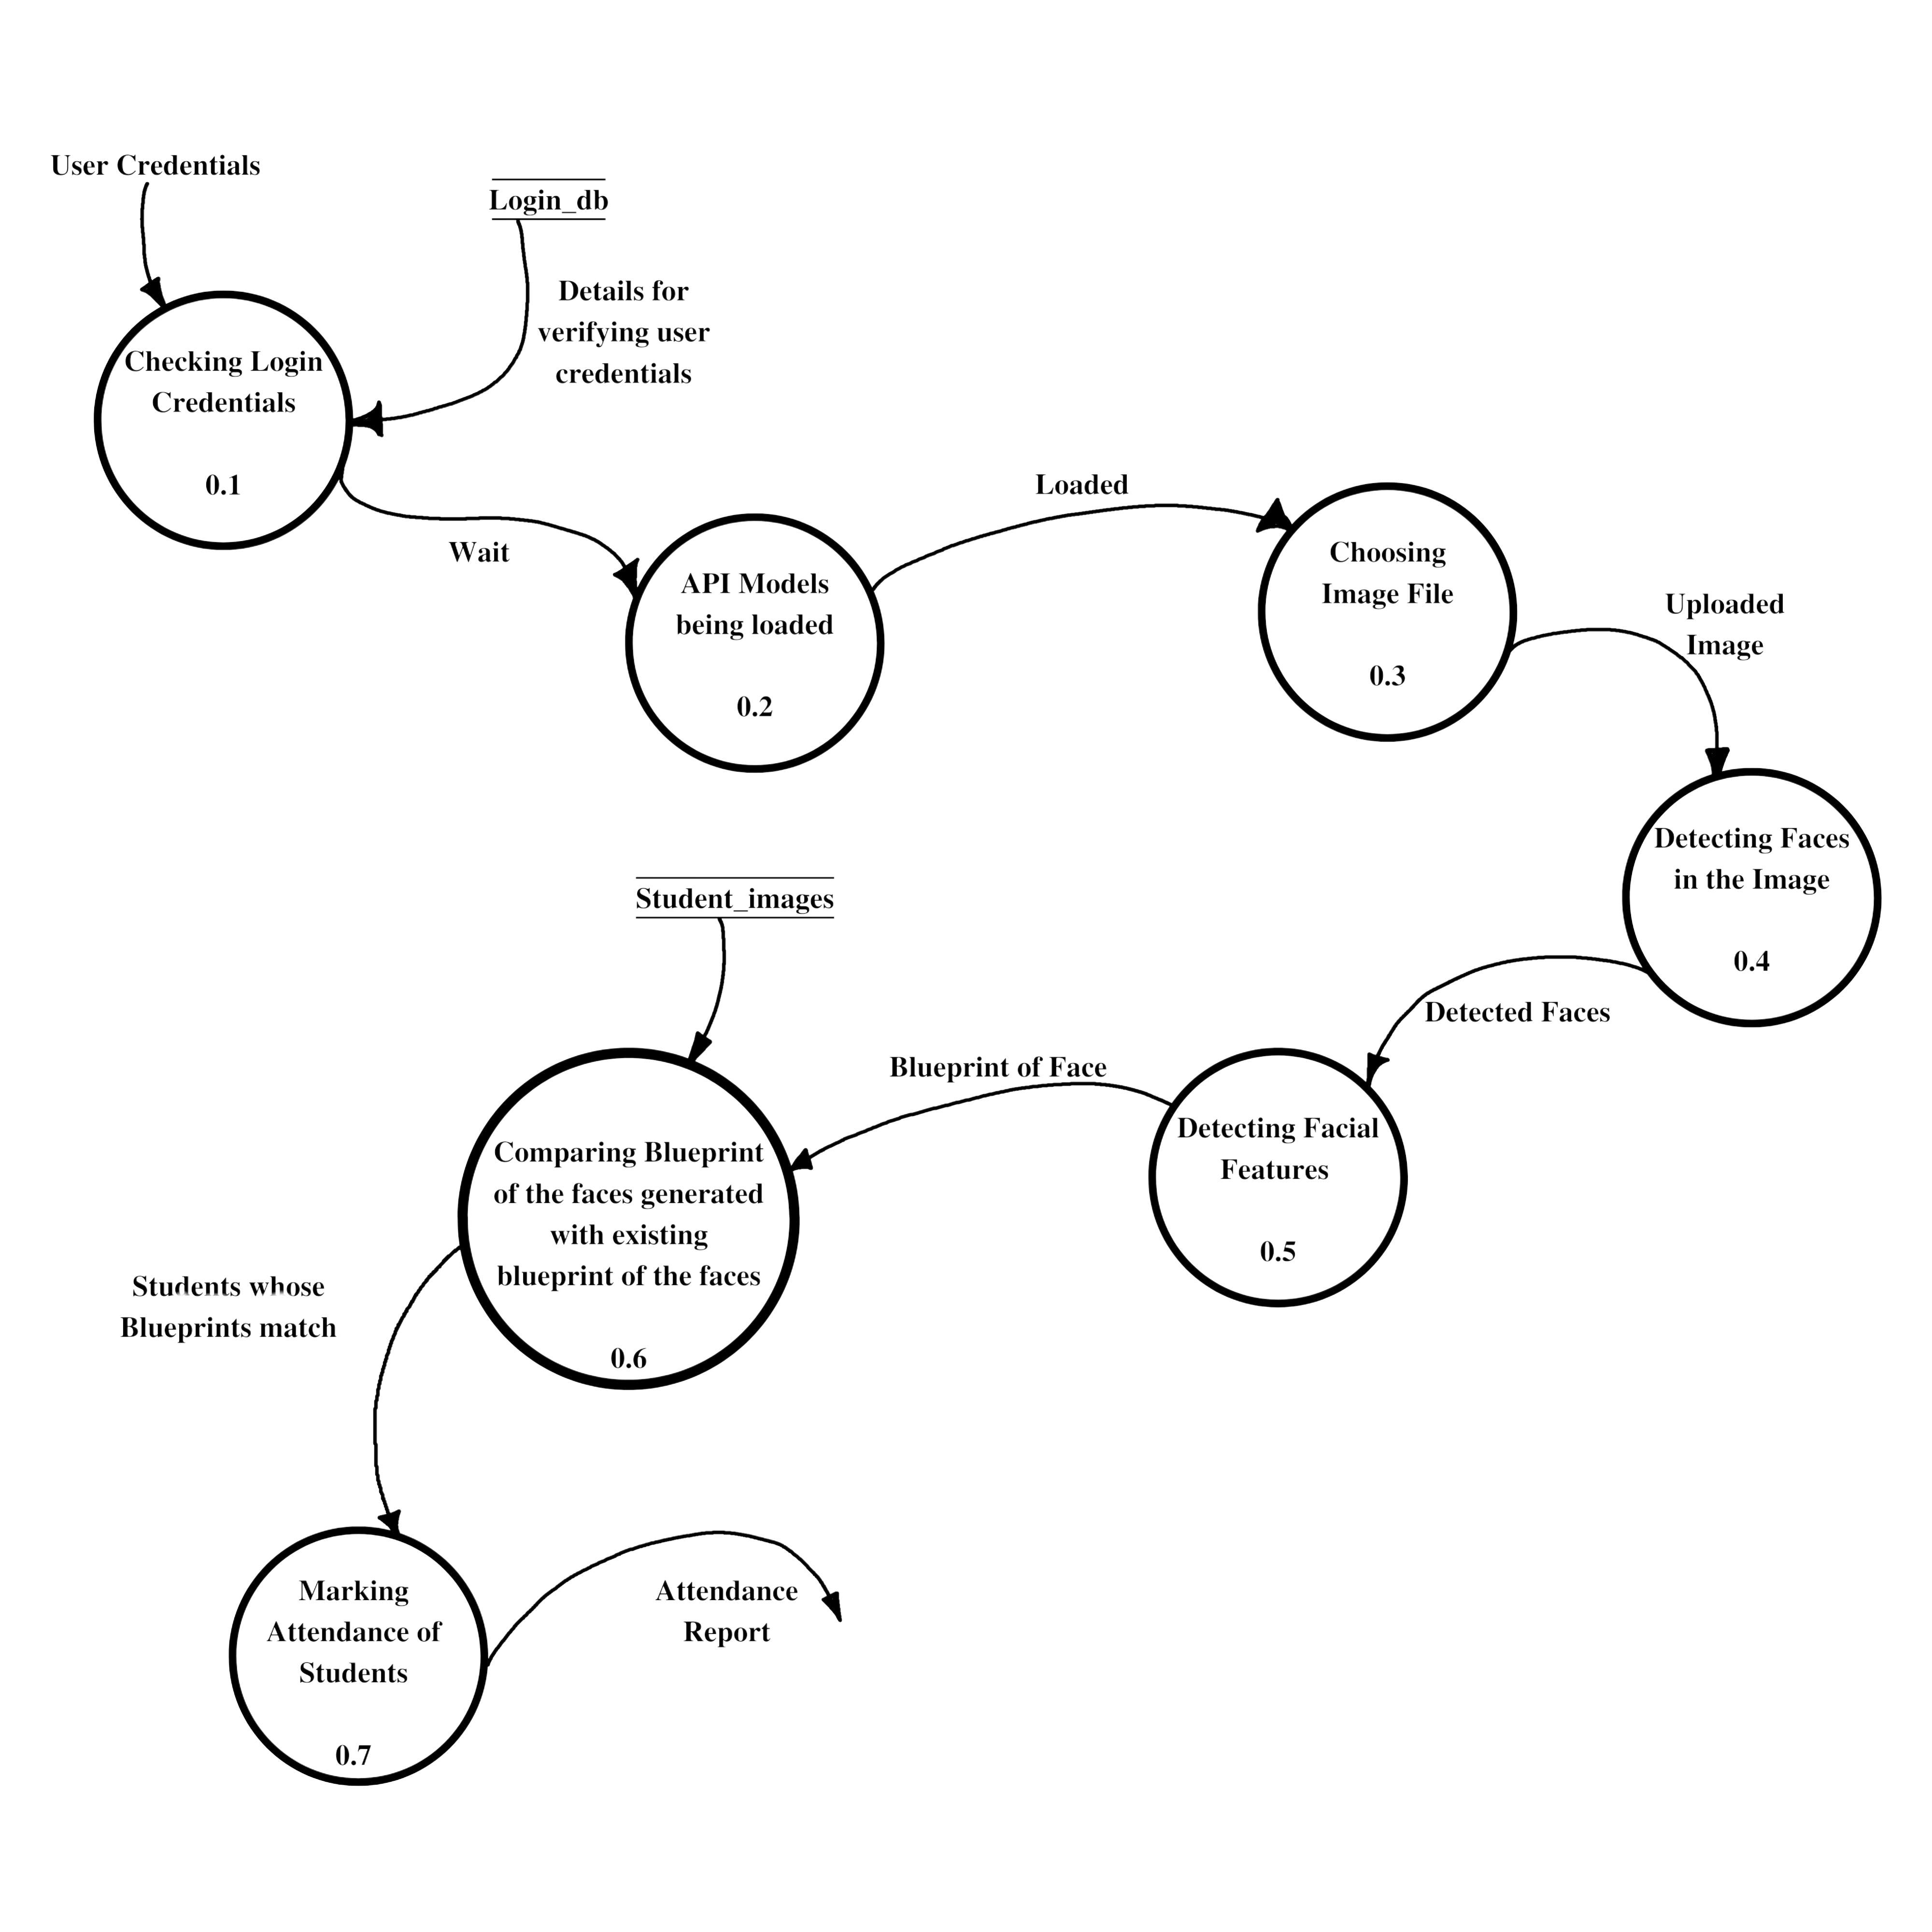 User Credentials
Login_db
Details for
verifying user
credentials
Checking Login
Credentials
0.1
Wait
API Models
being loaded
0.2
Loaded
Choosing
Image File
0.3
Uploaded
Image
Detecting Faces
in the Image
0.4
Detected Faces
Detecting Facial
Features
0.5
Blueprint of Face
Student_images
Comparing Blueprint
of the faces generated
with existing
blueprint of the faces
0.6
Students whose
Blueprints match
Marking
Attendance of
Students
0.7
Attendance
Report